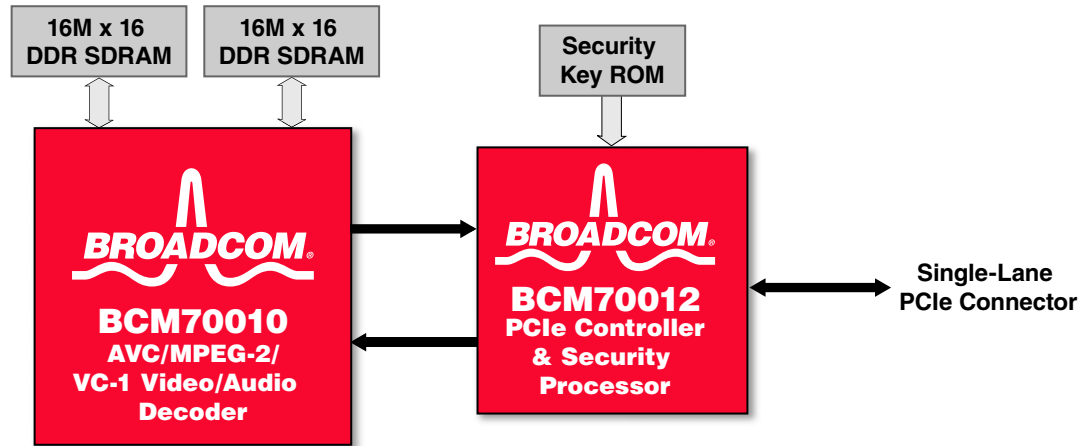 16M x 16
DDR SDRAM
16M x 16
DDR SDRAM
Security
Key ROM
BROADCOM®
BCM70010
AVC/MPEG-2/
VC-1 Video/Audio
Decoder
BROADCOM®
BCM70012
PCIe Controller
& Security
Processor
Single-Lane
PCIe Connector